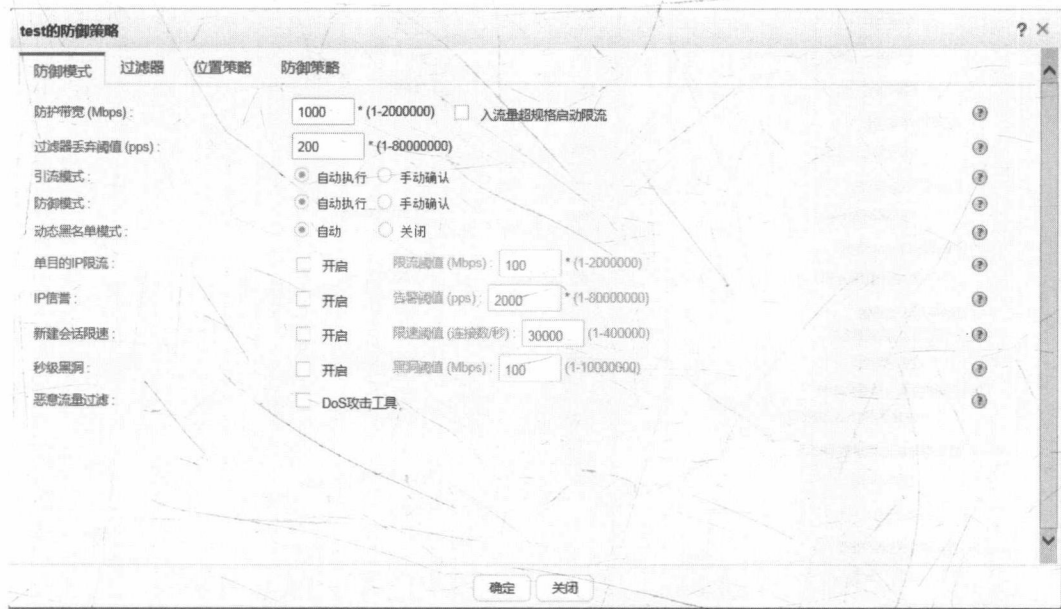 test的防御策略 ? ×
防御模式 过滤器 位置策略 防御策略
防护带宽 (Mbps) : 1000 * (1-2000000) 入流量超规格启动限流
过滤器丢弃阈值 (pps) : 200 * (1-80000000)
引流模式 : 自动执行 手动确认
防御模式 : 自动执行 手动确认
动态黑名单模式 : 自动 关闭
单目的IP限流 : 开启 限流阈值 (Mbps) : 100 * (1-2000000)
IP信誉 : 开启 告警阈值 (pps) : 2000 * (1-80000000)
新建会话限速 : 开启 限速阈值 (连接数/秒) : 30000 (1-400000)
秒级黑洞 : 开启 黑洞阈值 (Mbps) : 100 (1-10000000)
恶意流量过滤 : DoS攻击工具
确定 关闭